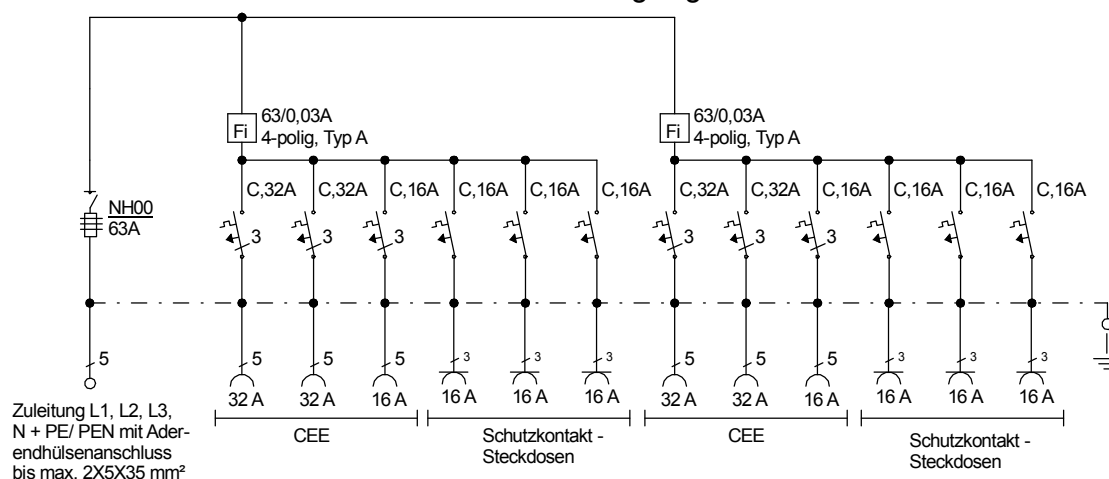 63/0,03A
Fi 4-polig, Typ A
63/0,03A
Fi 4-polig, Typ A
C,32A C,32A C,16A C,16A C,16A C,16A C,32A C,32A C,16A C,16A C,16A C,16A
NH00
63A
3 3 3 3 3 3
5 5 5 5 3 3 3 5 5 5 3 3 3
32 A 32 A 16 A 16 A 16 A 16 A 32 A 32 A 16 A 16 A 16 A 16 A
Zuleitung L1, L2, L3,
N + PE/ PEN mit Ader-
endhülsenanschluss
bis max. 2X5X35 mm²
CEE
Schutzkontakt -
Steckdosen
CEE
Schutzkontakt -
Steckdosen